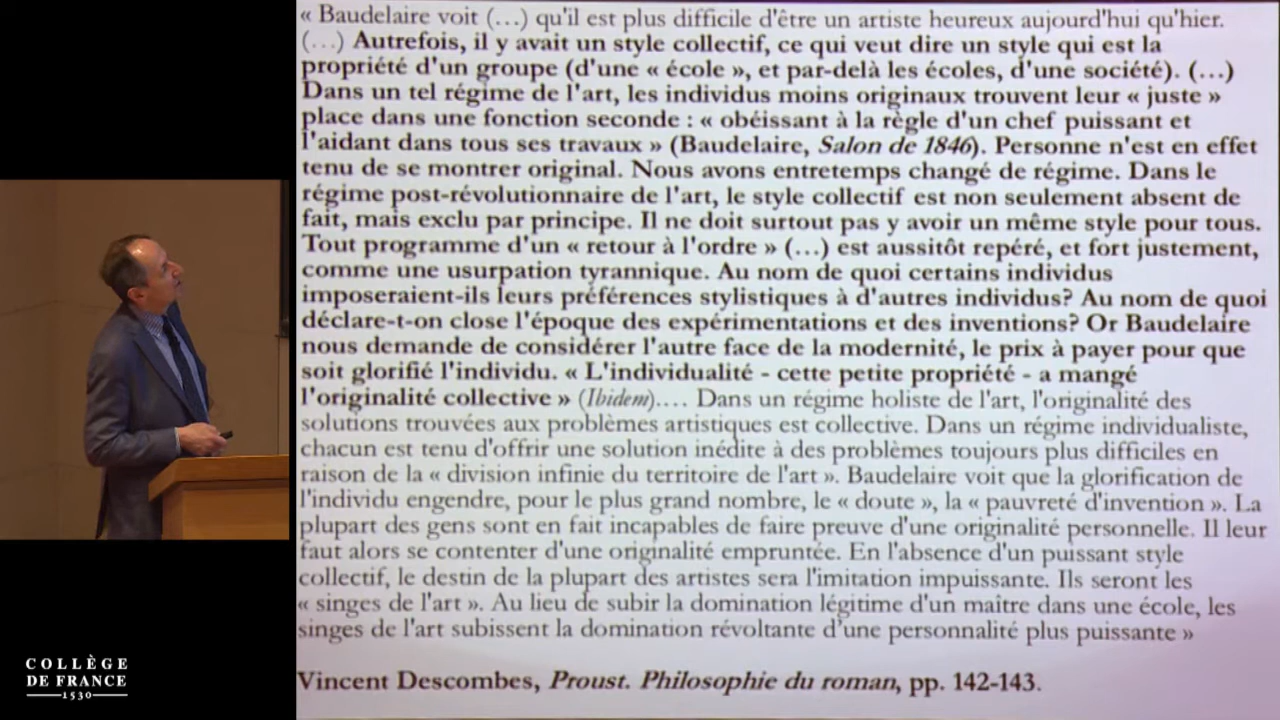 « Baudelaire voit (…) qu'il est plus difficile d'être un artiste heureux aujourd'hui qu'hier.
(…) Autrefois, il y avait un style collectif, ce qui veut dire un style qui est la
propriété d'un groupe (d'une « école », et par-delà les écoles, d'une société). (…)
Dans un tel régime de l'art, les individus moins originaux trouvent leur « juste »
place dans une fonction seconde : « obéissant à la règle d'un chef puissant et
l'aidant dans tous ses travaux » (Baudelaire, Salon de 1846). Personne n'est en effet
tenu de se montrer original. Nous avons entretemps changé de régime. Dans le
régime post-révolutionnaire de l'art, le style collectif est non seulement absent de
fait, mais exclu par principe. Il ne doit surtout pas y avoir un même style pour tous.
Tout programme d'un « retour à l'ordre » (…) est aussitôt repéré, et fort justement,
comme une usurpation tyrannique. Au nom de quoi certains individus
imposeraient-ils leurs préférences stylistiques à d'autres individus? Au nom de quoi
déclare-t-on close l'époque des expérimentations et des inventions? Or Baudelaire
nous demande de considérer l'autre face de la modernité, le prix à payer pour que
soit glorifié l'individu. « L'individualité - cette petite propriété - a mangé
l'originalité collective » (Ibidem)…. Dans un régime holiste de l'art, l'originalité des
solutions trouvées aux problèmes artistiques est collective. Dans un régime individualiste,
chacun est tenu d'offrir une solution inédite à des problèmes toujours plus difficiles en
raison de la « division infinie du territoire de l'art ». Baudelaire voit que la glorification de
l'individu engendre, pour le plus grand nombre, le « doute », la « pauvreté d'invention ». La
plupart des gens sont en fait incapables de faire preuve d'une originalité personnelle. Il leur
faut alors se contenter d'une originalité empruntée. En l'absence d'un puissant style
collectif, le destin de la plupart des artistes sera l'imitation impuissante. Ils seront les
« singes de l'art ». Au lieu de subir la domination légitime d'un maître dans une école, les
singes de l'art subissent la domination révoltante d'une personnalité plus puissante »
Vincent Descombes, Proust. Philosophie du roman, pp. 142-143.
COLLÈGE
DE FRANCE
1530